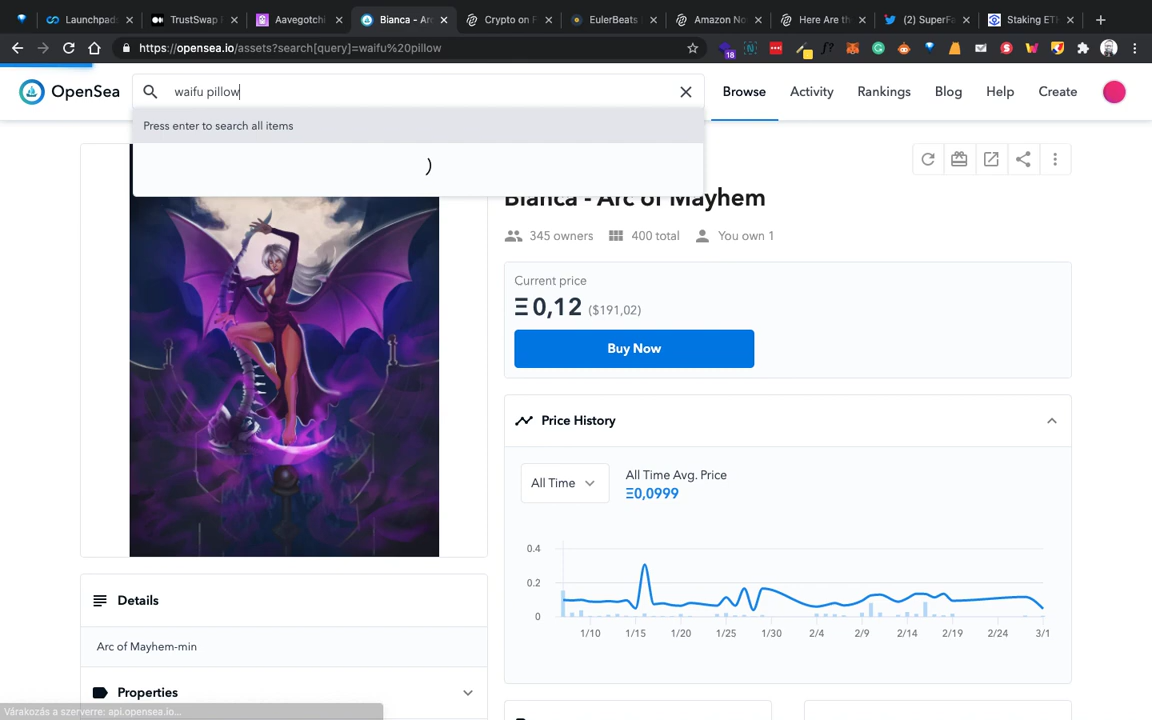 Launchpads
TrustSwap
Aavegotchi
Bianca - Arc
Crypto on F
EulerBeats
Amazon No
Here Are th
(2) SuperFa
Staking ETH
https://opensea.io/assets?search[query]=waifu%20pillow
18
OpenSea
waifu pillow
Browse
Activity
Rankings
Blog
Help
Create
Press enter to search all items
Bianca - Arc of Mayhem
345 owners
400 total
You own 1
Current price
Ξ 0,12 ($191,02)
Buy Now
Price History
All Time
All Time Avg. Price
Ξ0,0999
0.4
0.2
0
1/10 1/15 1/20 1/25 1/30 2/4 2/9 2/14 2/19 2/24 3/1
Details
Arc of Mayhem-min
Properties
Várakozás a szerverre: api.opensea.io...